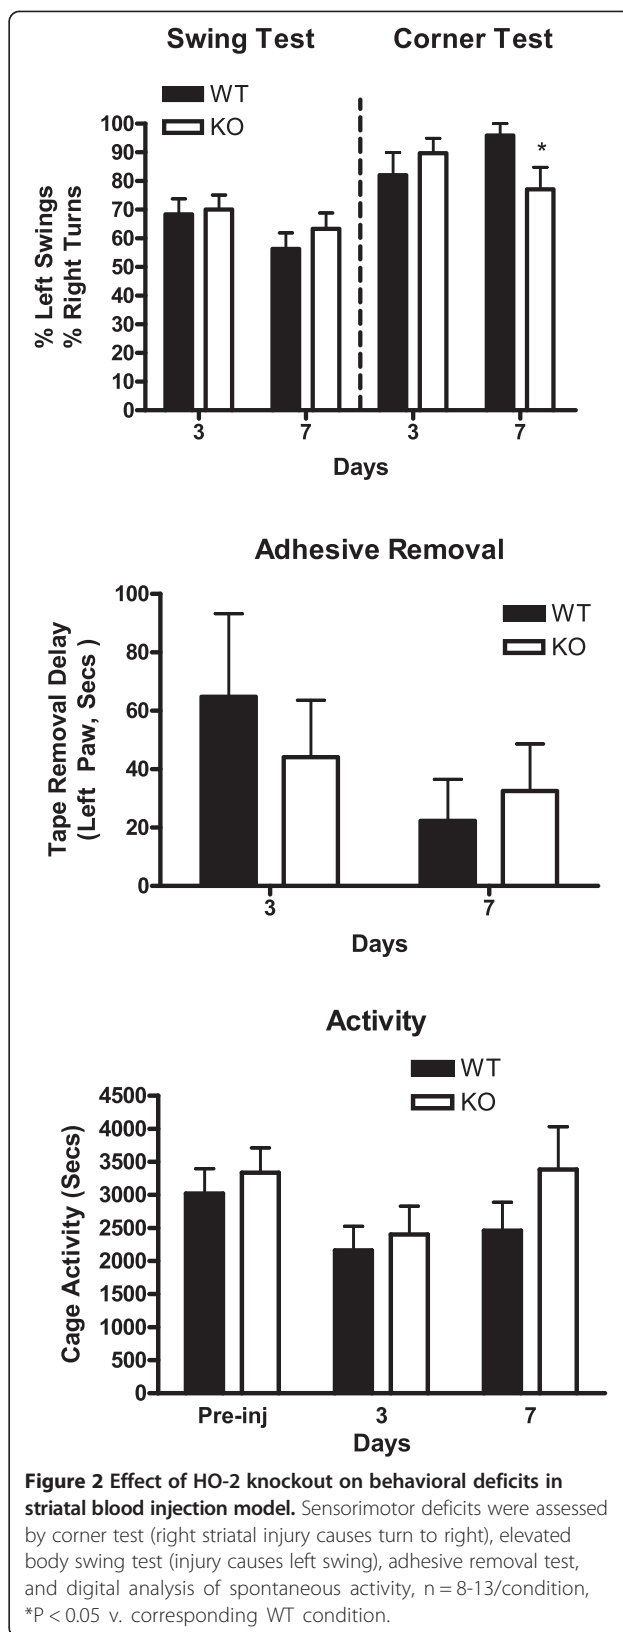 Swing Test Corner Test
WT
KO
100
90
80
70
60
50
40
30
20
10
0
% Left Swings
% Right Turns
*
3 7 3 7
Days
Adhesive Removal
WT
KO
100
80
60
40
20
0
Tape Removal Delay
(Left Paw, Secs )
3 7
Days
Activity
WT
KO
4500
4000
3500
3000
2500
2000
1500
1000
500
0
Cage Activity (Secs)
Pre-inj 3 7
Days
Figure 2 Effect of HO-2 knockout on behavioral deficits in
striatal blood injection model. Sensorimotor deficits were assessed
by corner test (right striatal injury causes turn to right), elevated
body swing test (injury causes left swing), adhesive removal test,
and digital analysis of spontaneous activity, n = 8-13/condition,
*P < 0.05 v. corresponding WT condition.